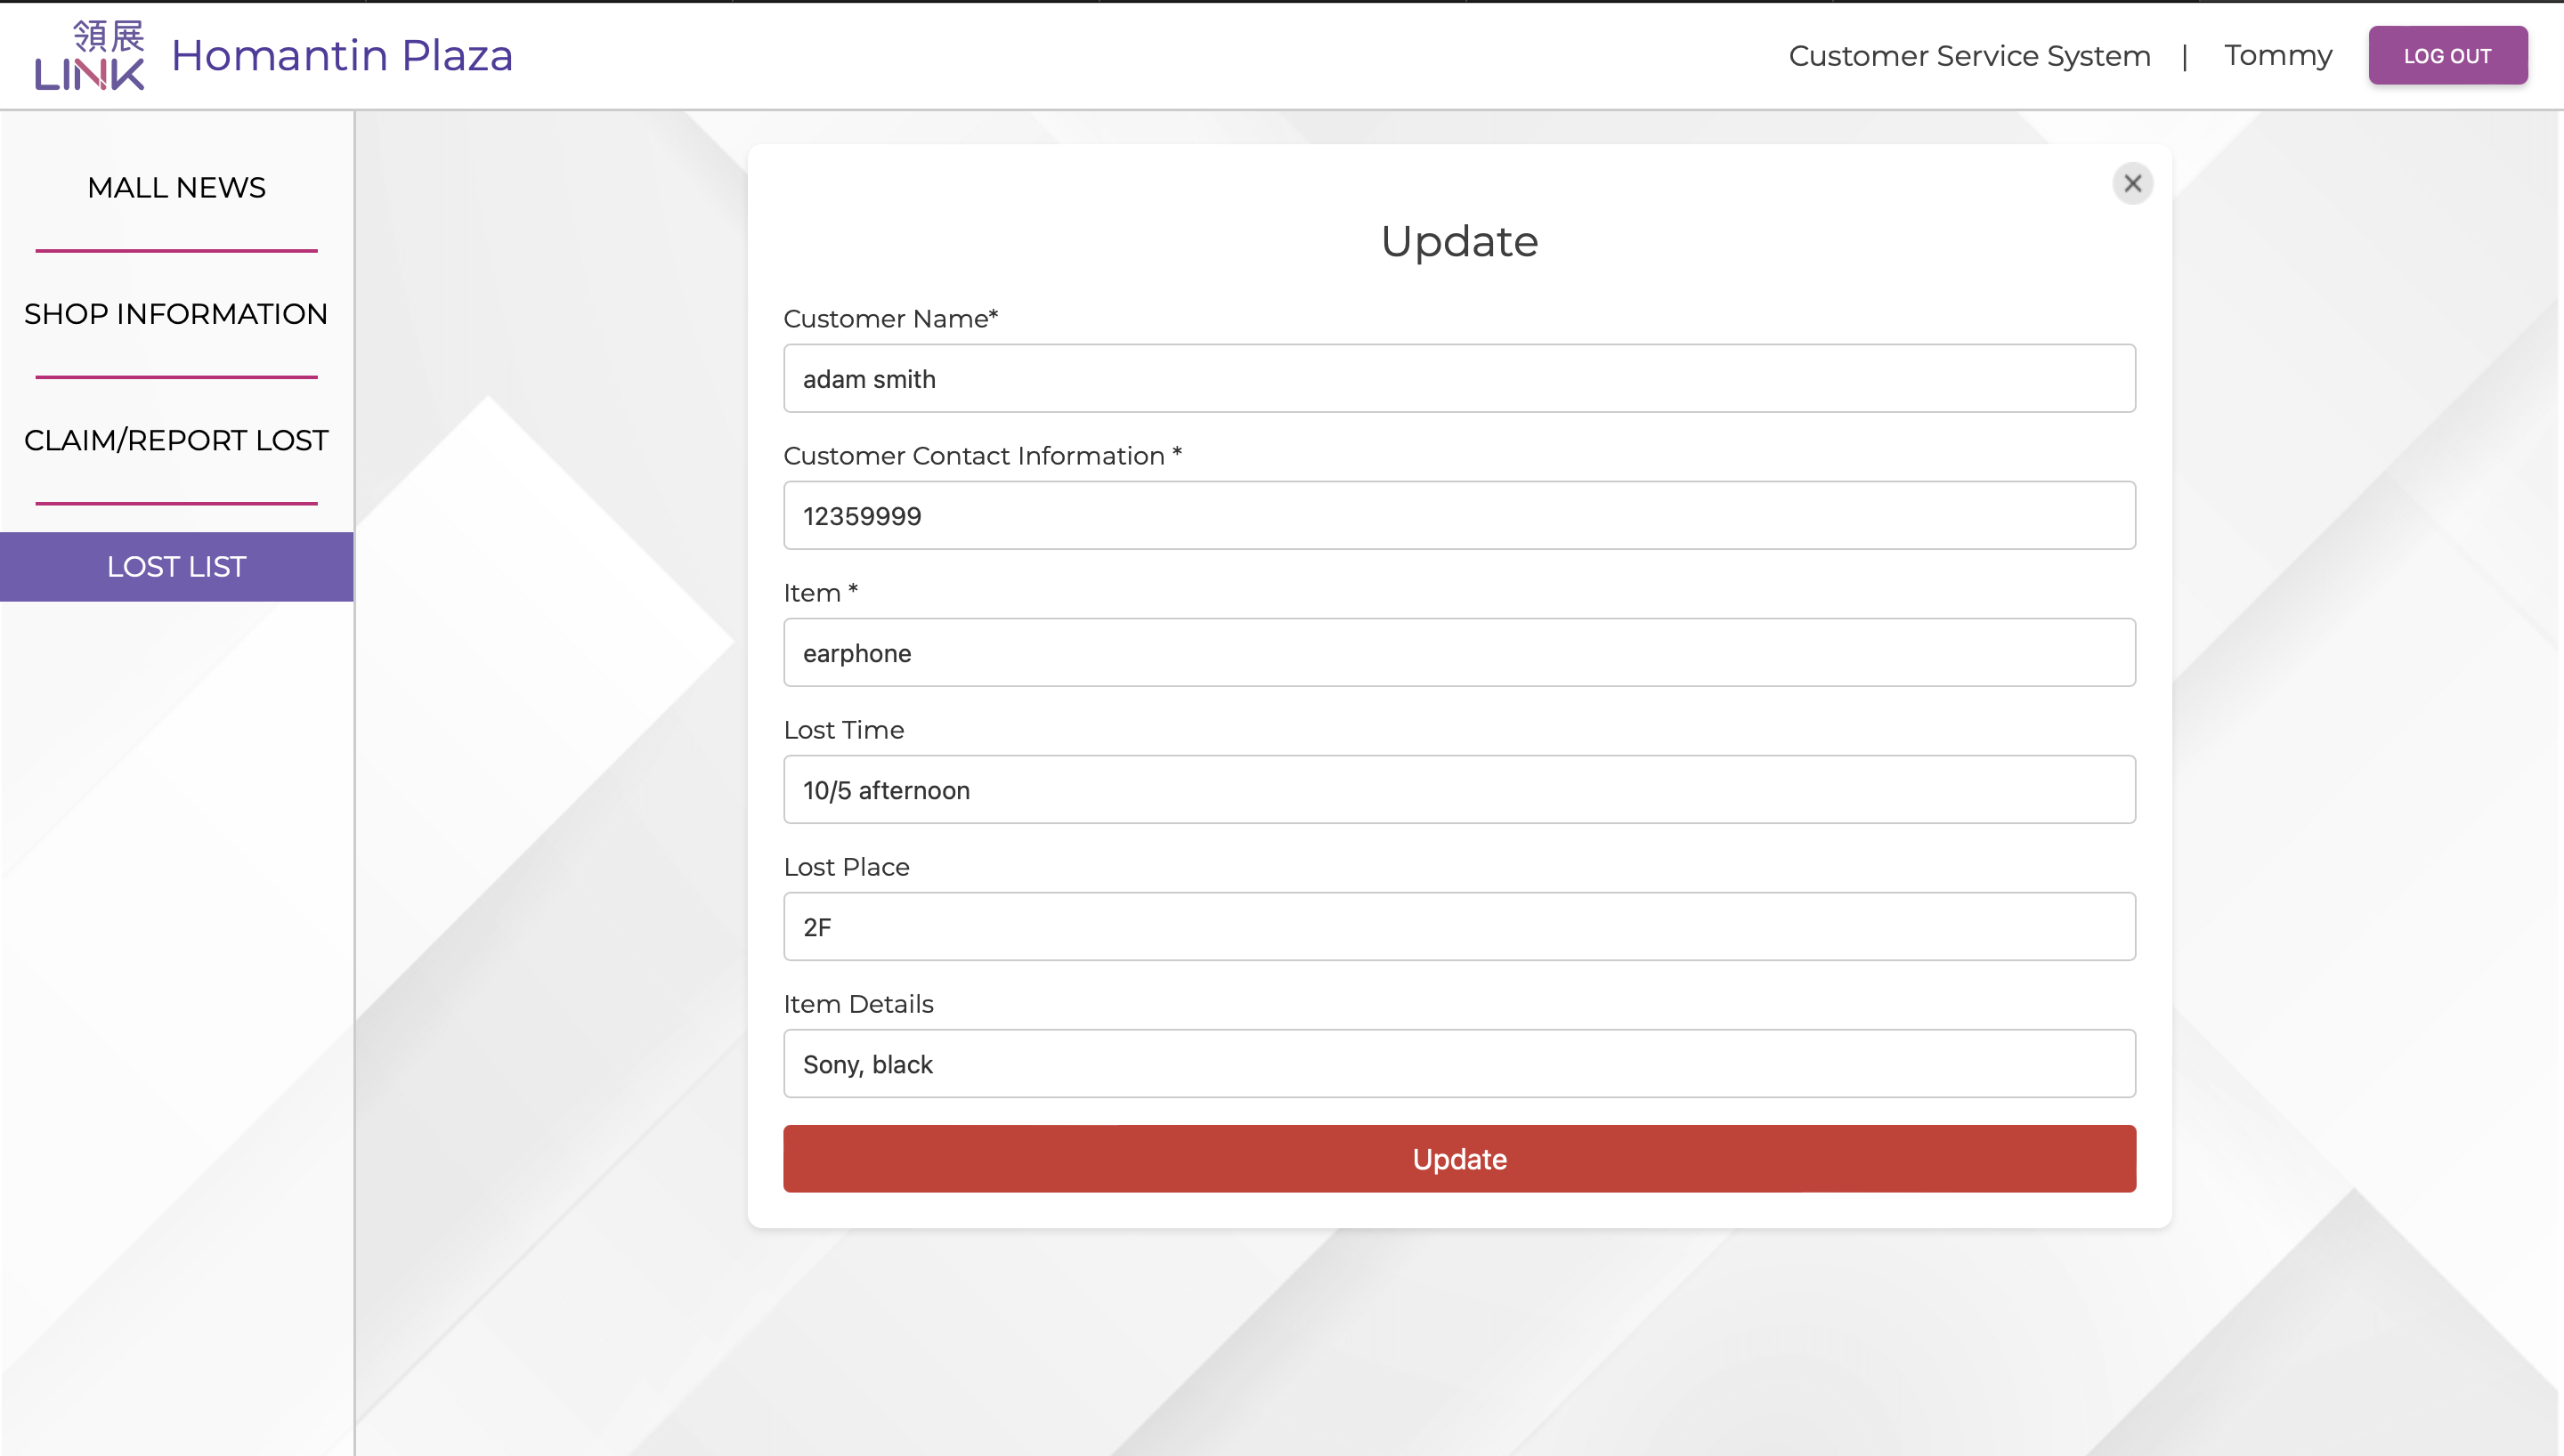 領展
LINK
Homantin Plaza
Customer Service System | Tommy
LOG OUT
MALL NEWS
SHOP INFORMATION
CLAIM/REPORT LOST
LOST LIST
Update
Customer Name*
adam smith
Customer Contact Information *
12359999
Item *
earphone
Lost Time
10/5 afternoon
Lost Place
2F
Item Details
Sony, black
Update